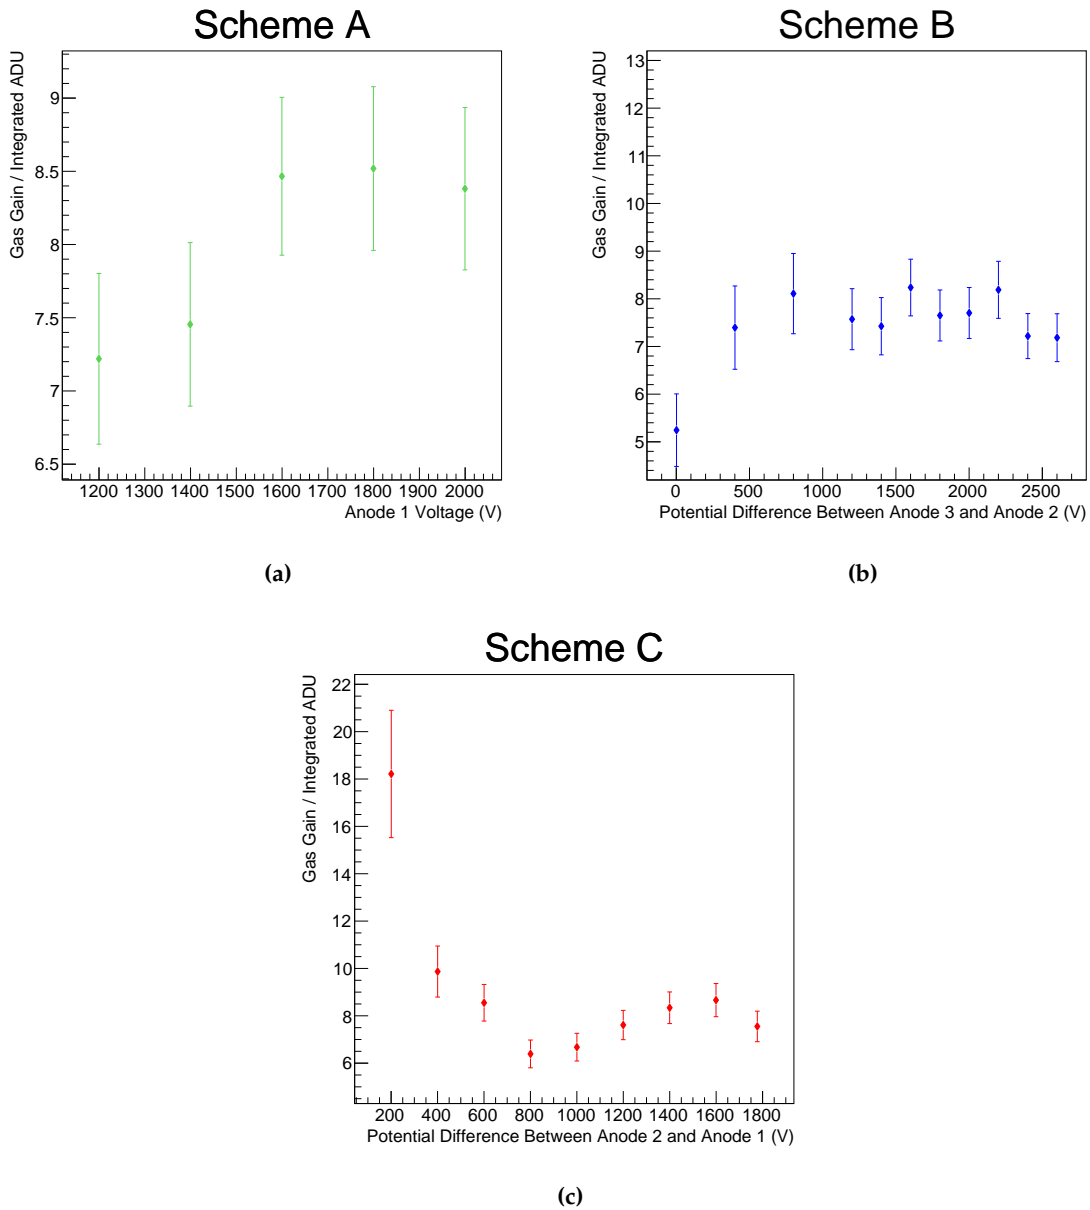 Scheme A
Gas Gain / Integrated ADU
9
8.5
8
7.5
7
6.5
1200 1300 1400 1500 1600 1700 1800 1900 2000
Anode 1 Voltage (V)
(a)
Scheme B
Gas Gain / Integrated ADU
13
12
11
10
9
8
7
6
5
0 500 1000 1500 2000 2500
Potential Difference Between Anode 3 and Anode 2 (V)
(b)
Scheme C
Gas Gain / Integrated ADU
22
20
18
16
14
12
10
8
6
200 400 600 800 1000 1200 1400 1600 1800
Potential Difference Between Anode 2 and Anode 1 (V)
(c)